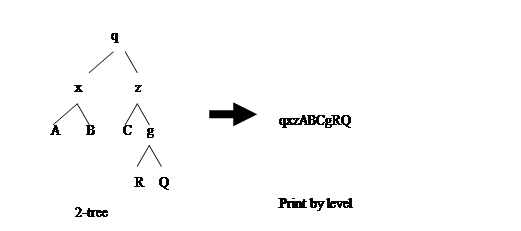 q
x z
A B C g
qxzABCgRQ
R Q
2-tree
Print by level